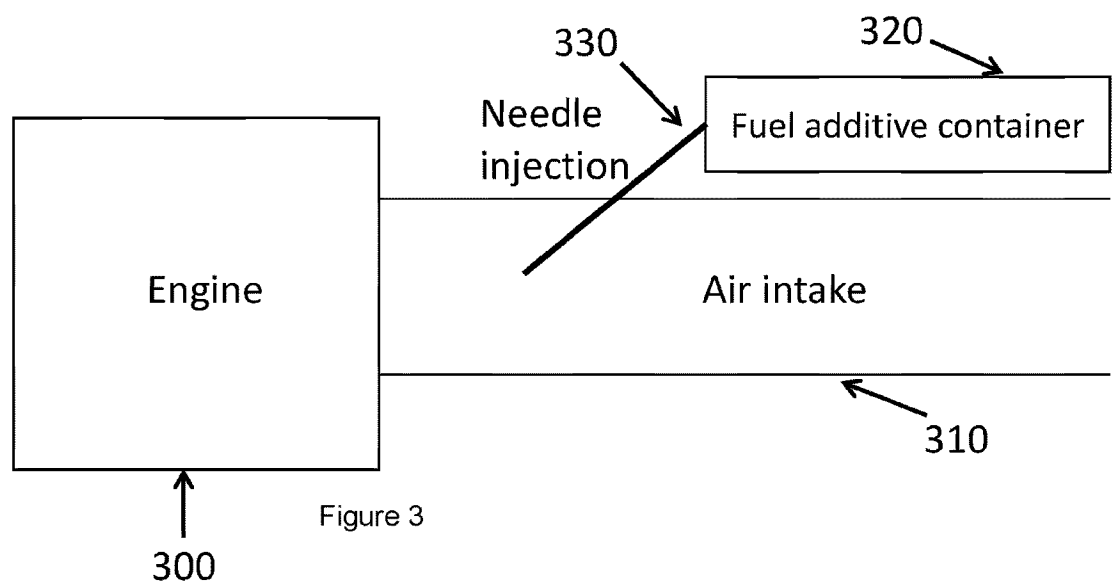 330
320
Needle
injection
Fuel additive container
Engine
Air intake
310
Figure 3
300